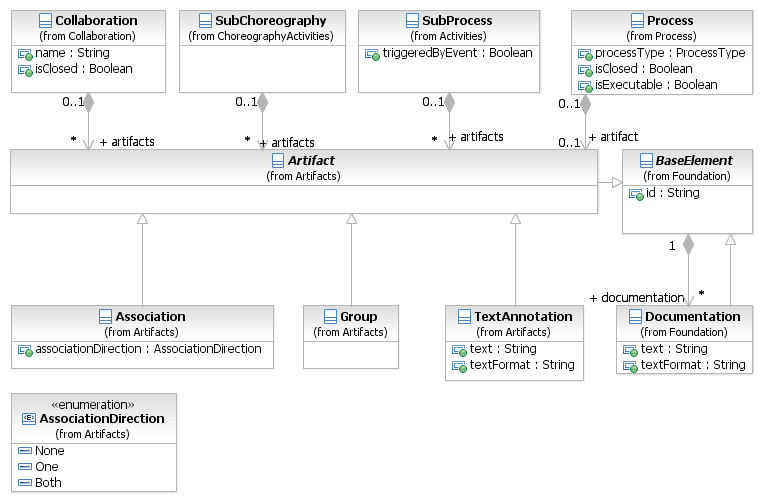 Collaboration
(from Collaboration)
name : String
isClosed : Boolean
SubChoreography
(from ChoreographyActivities)
SubProcess
(from Activities)
triggeredByEvent : Boolean
Process
(from Process)
processType : ProcessType
isClosed : Boolean
isExecutable : Boolean
0..1
0..1
0..1
0..1
* + artifacts
* + artifacts
* + artifacts
0..1 + artifact
Artifact
(from Artifacts)
BaseElement
(from Foundation)
id : String
1
+ documentation *
Association
(from Artifacts)
associationDirection : AssociationDirection
Group
(from Artifacts)
TextAnnotation
(from Artifacts)
text : String
textFormat : String
Documentation
(from Foundation)
text : String
textFormat : String
«enumeration»
<E> AssociationDirection
(from Artifacts)
None
One
Both